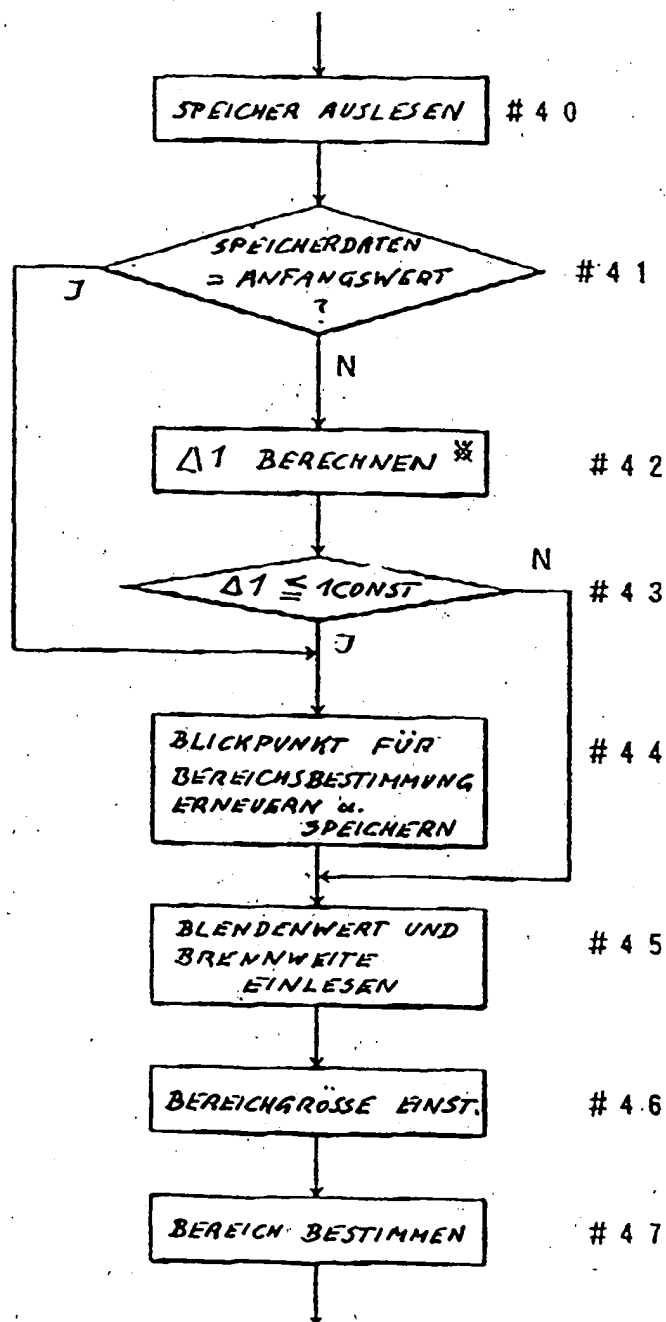 SPEICHER AUSLESEN #40
SPEICHERDATEN
= ANFANGSWERT
?
#41
J
N
Δ1 BERECHNEN ※ #42
Δ1 ≦ 1CONST
N
#43
J
BLICKPUNKT FÜR
BEREICHSBESTIMMUNG
ERNEUERN u.
SPEICHERN
#44
BLENDENWERT UND
BRENNWEITE
EINLESEN
#45
BEREICHGRÖSSE EINST. #46
BEREICH BESTIMMEN #47